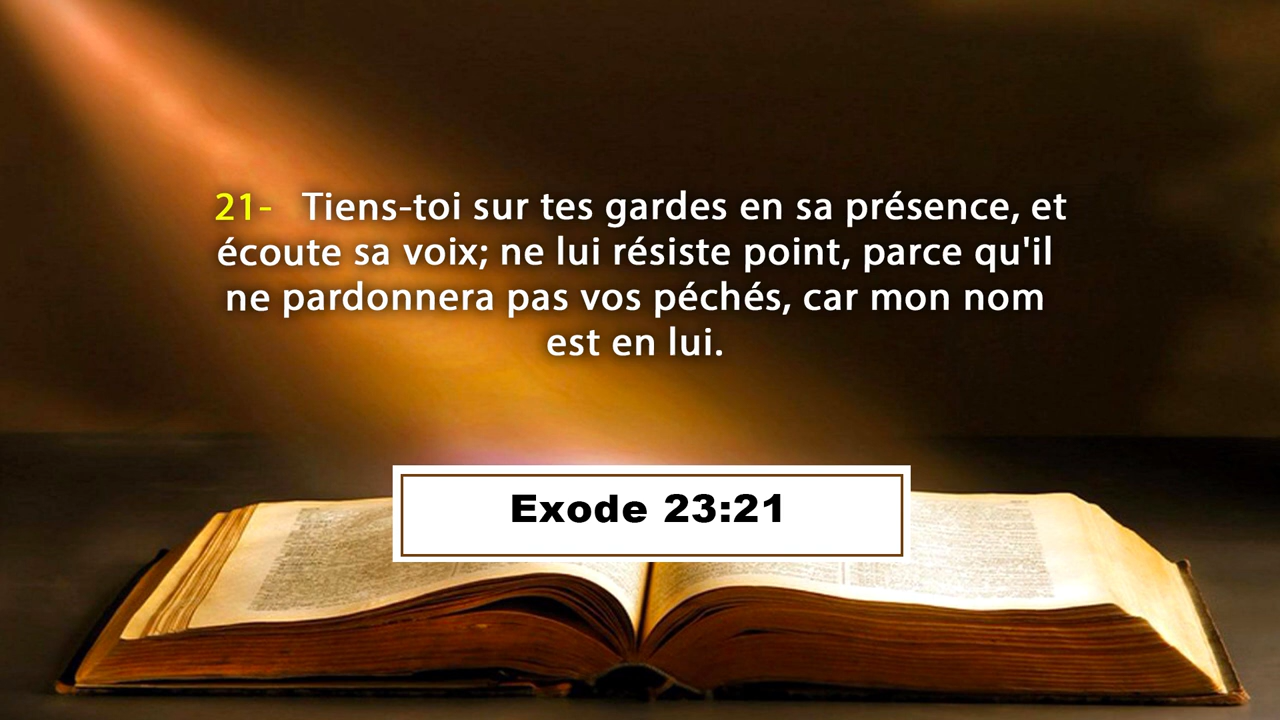 21- Tiens-toi sur tes gardes en sa présence, et
écoute sa voix; ne lui résiste point, parce qu'il
ne pardonnera pas vos péchés, car mon nom
est en lui.
Exode 23:21